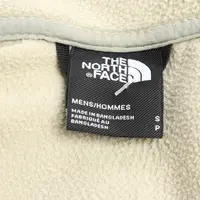 THE
NORTH
FACE
MENS/HOMMES
MADE IN BANGLADESH
FABRIQUÉ AU
BANGLADESH
S
P